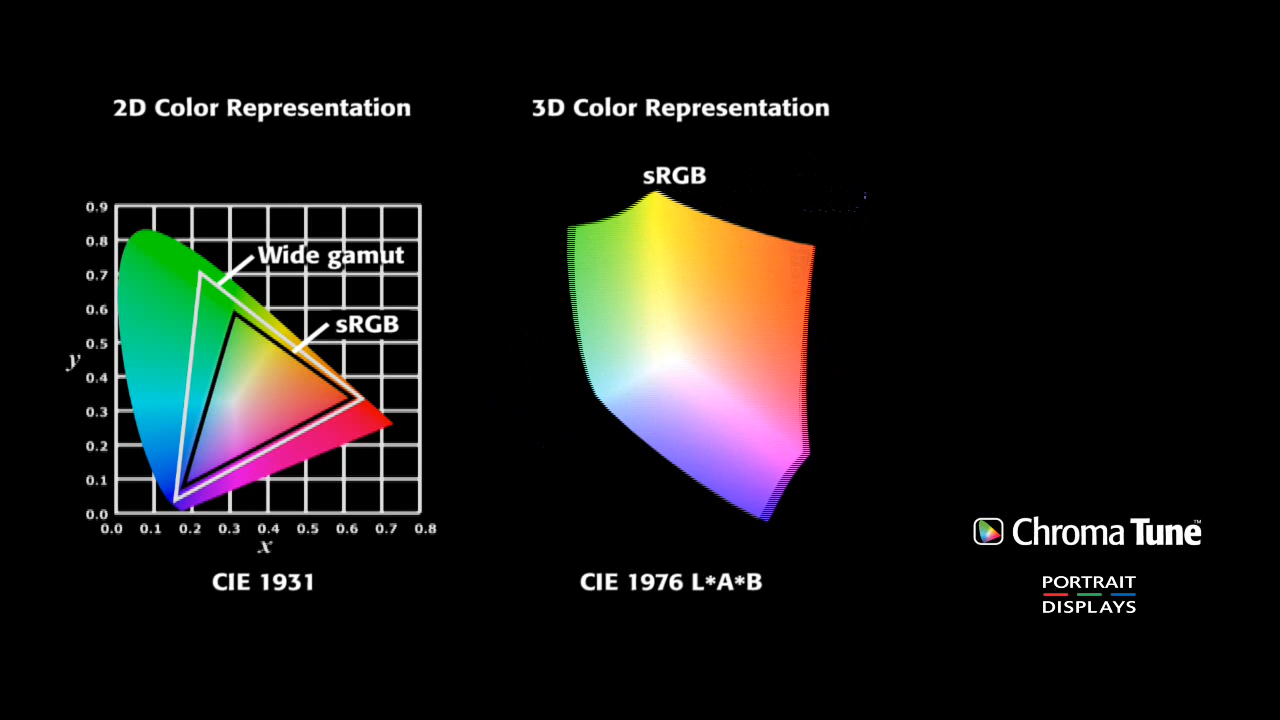 2D Color Representation
3D Color Representation
sRGB
0.9
0.8
0.7
0.6
0.5
0.4
0.3
0.2
0.1
0.0
y
Wide gamut
sRGB
0.0 0.1 0.2 0.3 0.4 0.5 0.6 0.7 0.8
x
CIE 1931
CIE 1976 L*A*B
Chroma Tune™
PORTRAIT
DISPLAYS